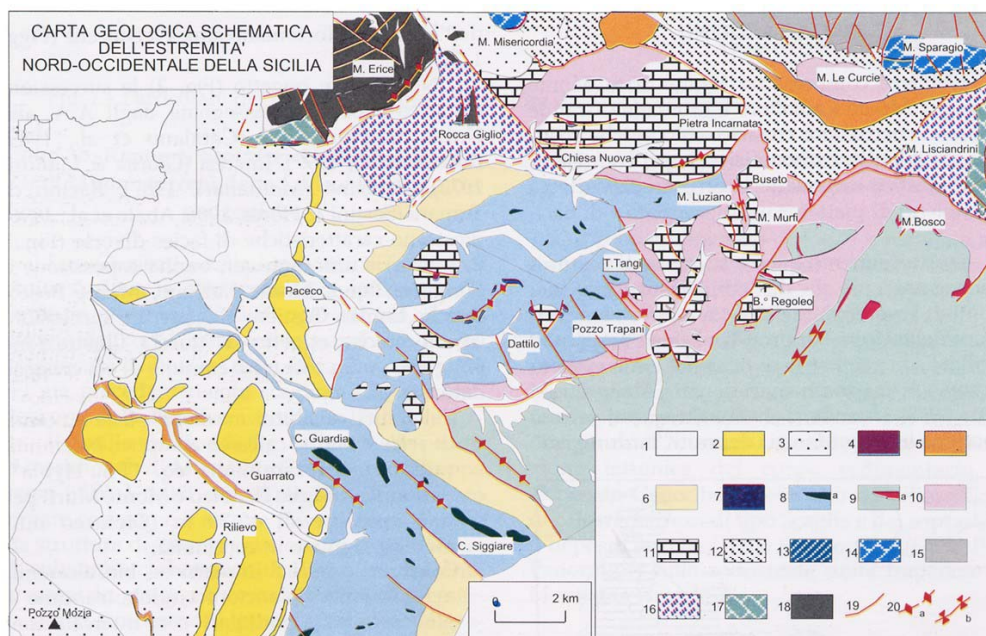 CARTA GEOLOGICA SCHEMATICA
DELL'ESTREMITA'
NORD-OCCIDENTALE DELLA SICILIA
M. Erice
M. Misericordia
M. Sparagio
M. Le Curcie
Rocca Giglio
Pietra Incarnata
Chiesa Nuova
M. Lisciandrini
Buseto
M. Luziano
M. Murfi
M.Bosco
T.Tangi
Paceco
B.° Regoleo
Pozzo Trapani
Dattilo
C. Guardia
Guarrato
Rilievo
C. Siggiare
Pozzo Mozia
0 2 km
1 2 3 4 5
6 7 8 a 9 a 10
11 12 13 14 15
16 17 18 19 20 a b